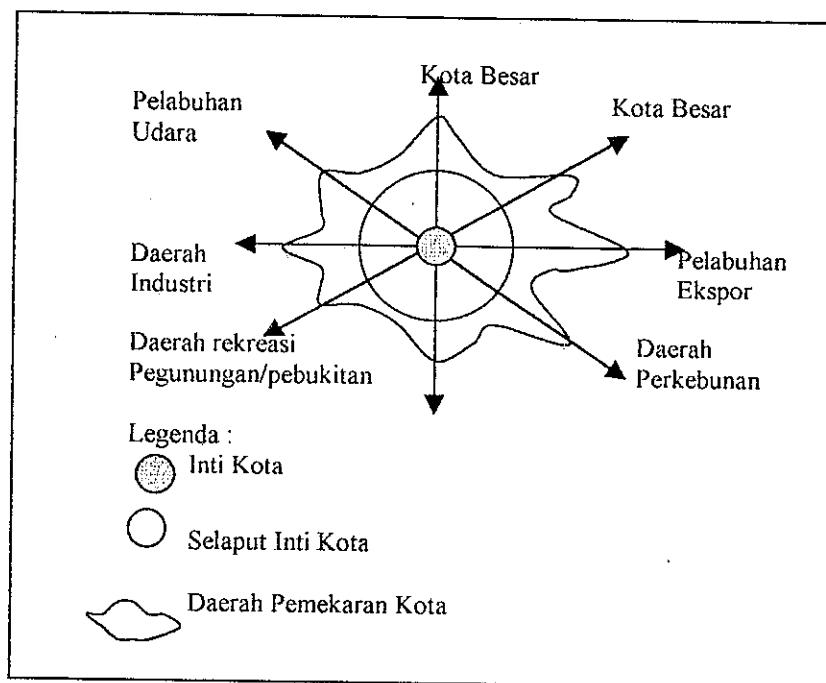 Kota Besar
Pelabuhan
Udara
Kota Besar
Daerah
Industri
Pelabuhan
Ekspor
Daerah rekreasi
Pegunungan/pebukitan
Daerah
Perkebunan
Legenda :
Inti Kota
Selaput Inti Kota
Daerah Pemekaran Kota